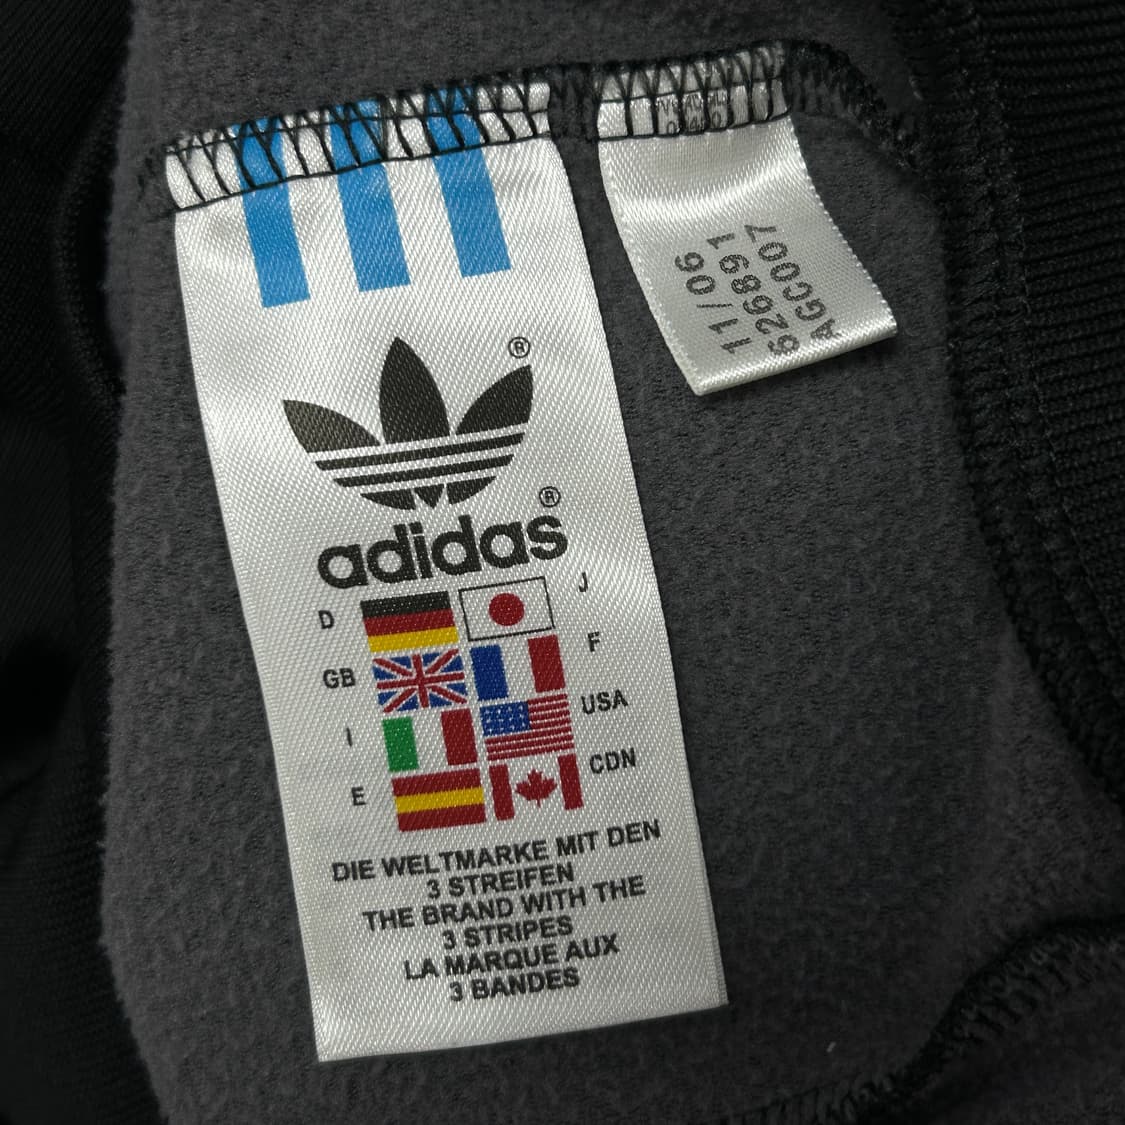 11/06
626891
AGC007
®
®
adidas
D
J
GB
F
I
USA
E
CDN
DIE WELTMARKE MIT DEN
3 STREIFEN
THE BRAND WITH THE
3 STRIPES
LA MARQUE AUX
3 BANDES